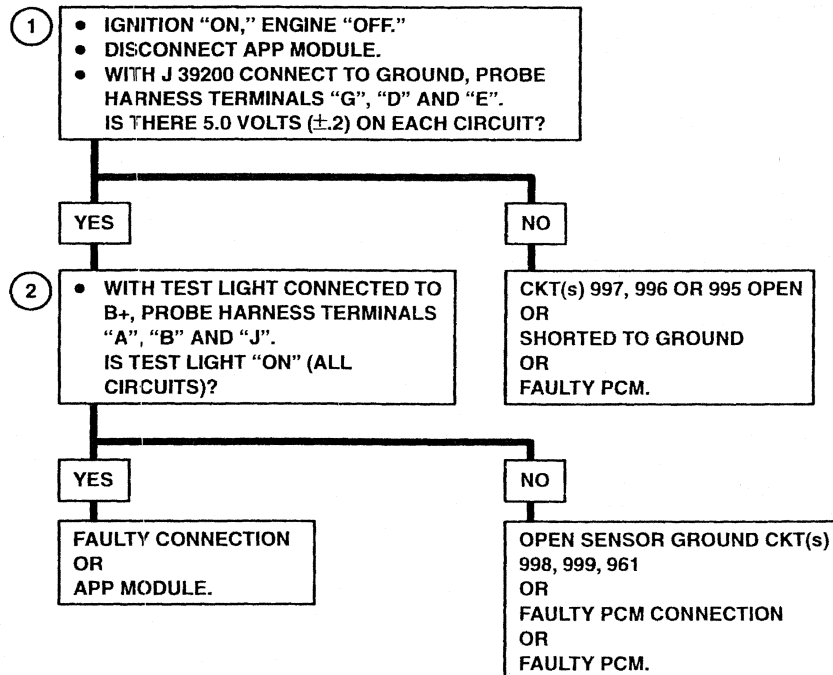 1
• IGNITION “ON,” ENGINE “OFF.”
• DISCONNECT APP MODULE.
• WITH J 39200 CONNECT TO GROUND, PROBE
HARNESS TERMINALS “G”, “D” AND “E”.
IS THERE 5.0 VOLTS (±.2) ON EACH CIRCUIT?
YES
NO
2
• WITH TEST LIGHT CONNECTED TO
B+, PROBE HARNESS TERMINALS
“A”, “B” AND “J”.
IS TEST LIGHT “ON” (ALL
CIRCUITS)?
CKT(s) 997, 996 OR 995 OPEN
OR
SHORTED TO GROUND
OR
FAULTY PCM.
YES
NO
FAULTY CONNECTION
OR
APP MODULE.
OPEN SENSOR GROUND CKT(s)
998, 999, 961
OR
FAULTY PCM CONNECTION
OR
FAULTY PCM.